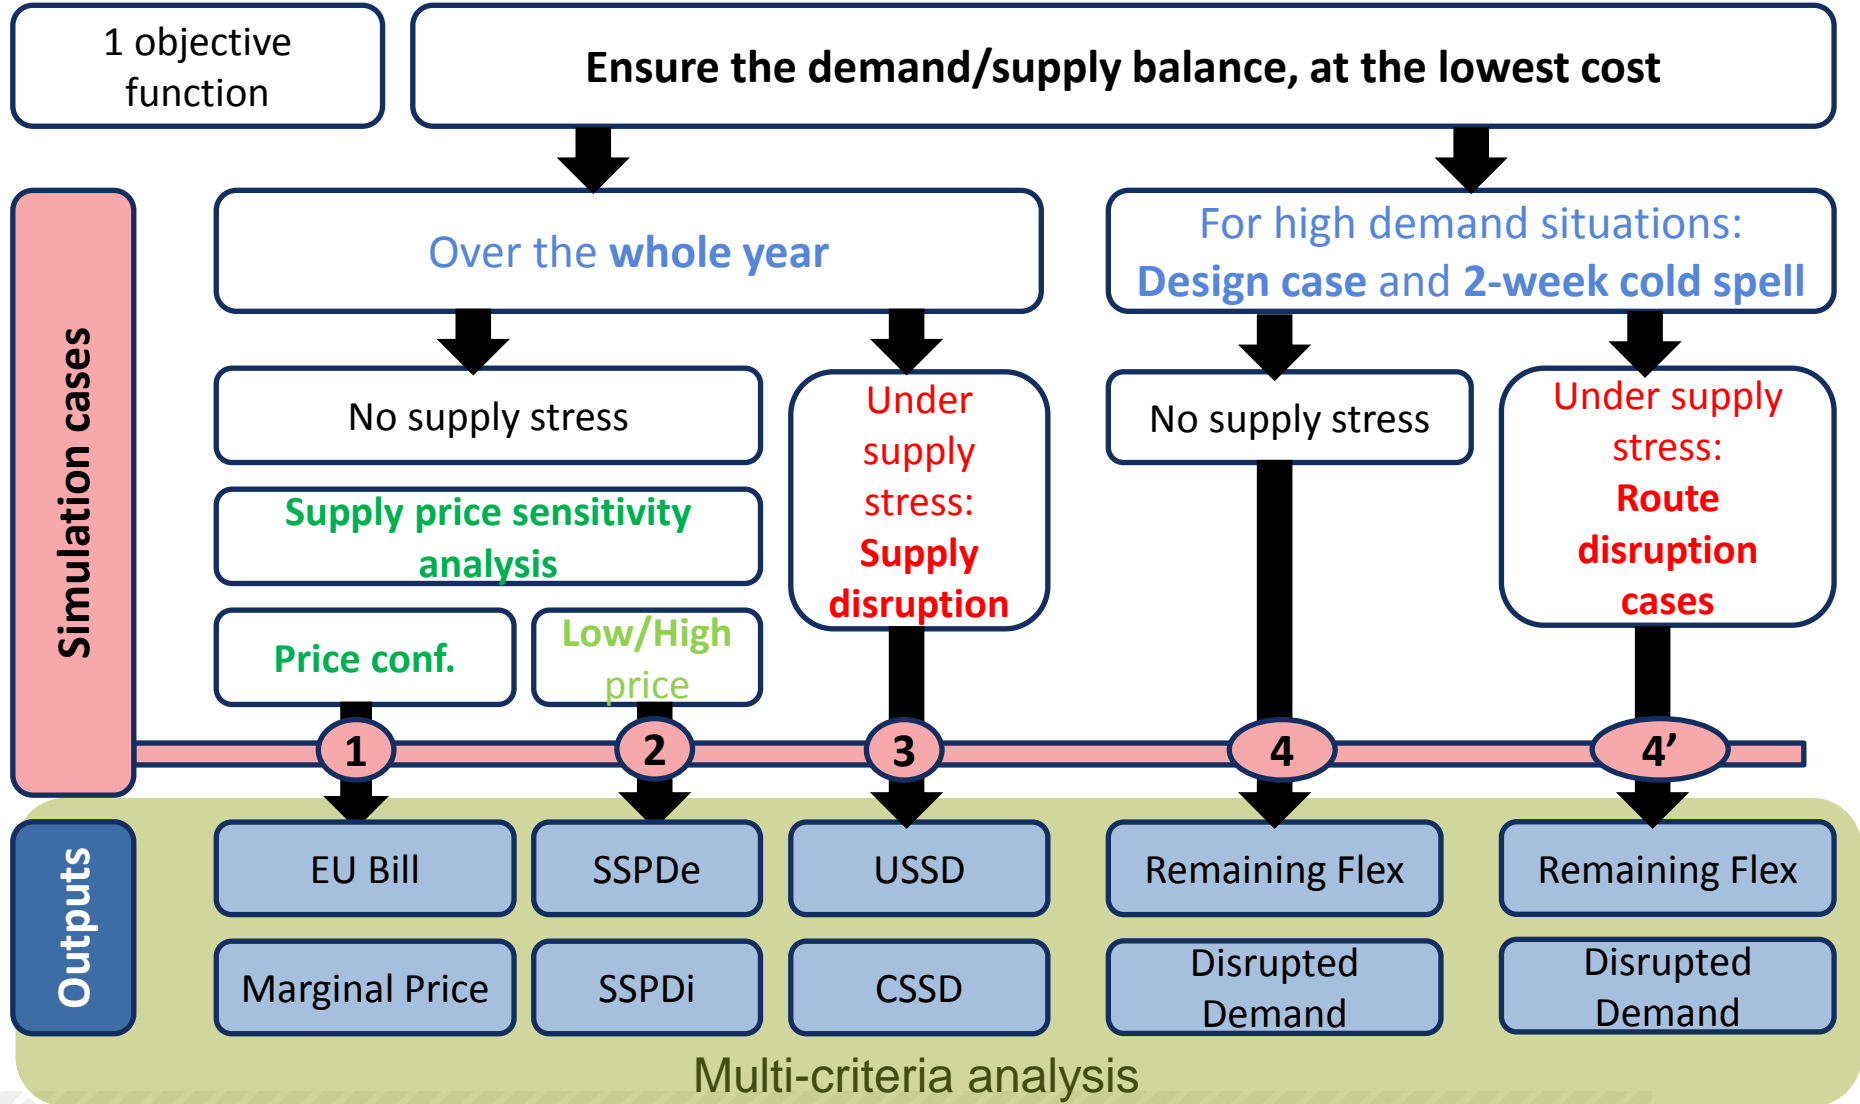 1 objective
function
Ensure the demand/supply balance, at the lowest cost
Simulation cases
Over the whole year
For high demand situations:
Design case and 2-week cold spell
No supply stress
Under
supply
stress:
Supply
disruption
No supply stress
Under supply
stress:
Route
disruption
cases
Supply price sensitivity
analysis
Price conf.
Low/High
price
1
2
3
4
4’
Outputs
EU Bill
SSPDe
USSD
Remaining Flex
Remaining Flex
Marginal Price
SSPDi
CSSD
Disrupted
Demand
Disrupted
Demand
Multi-criteria analysis